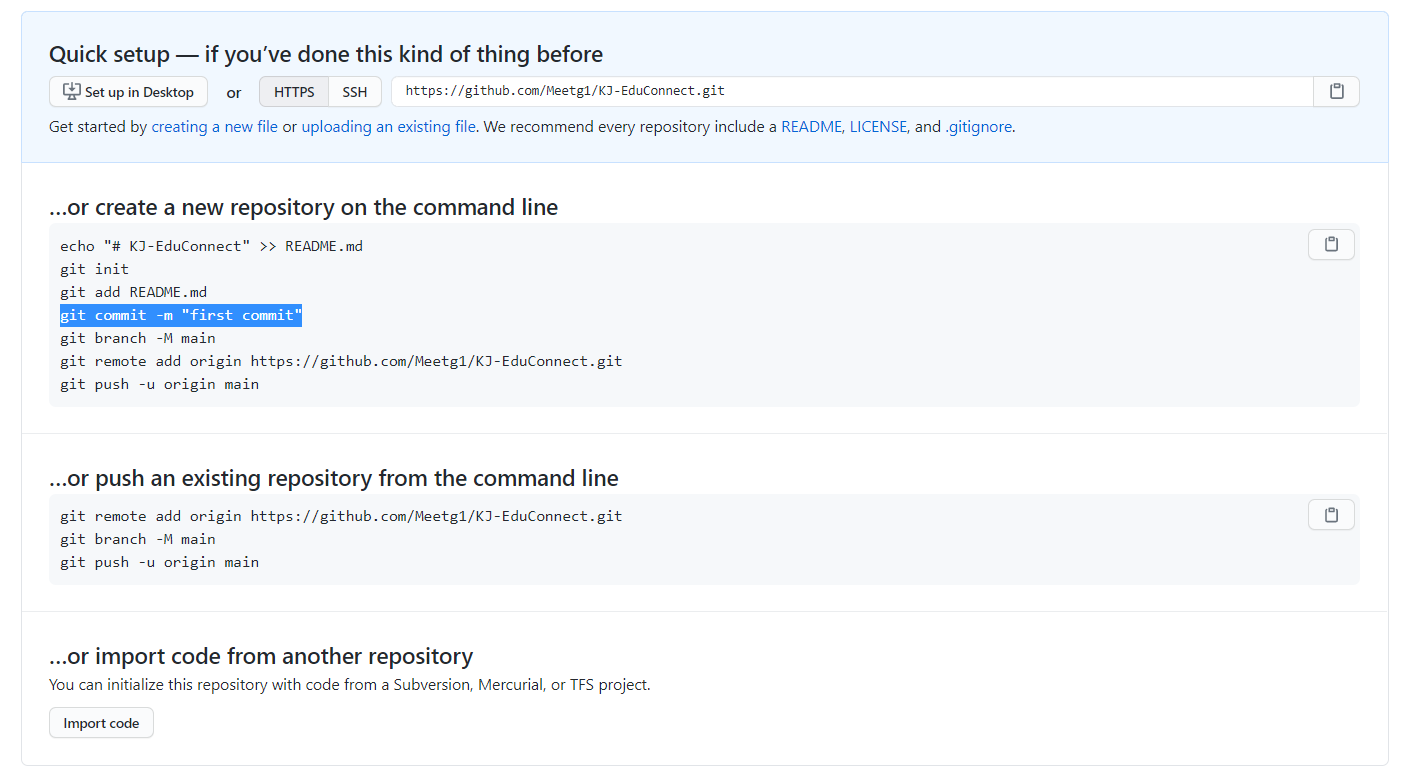 Quick setup — if you’ve done this kind of thing before
Set up in Desktop or HTTPS SSH https://github.com/Meetg1/KJ-EduConnect.git
Get started by creating a new file or uploading an existing file. We recommend every repository include a README, LICENSE, and .gitignore.
…or create a new repository on the command line
echo "# KJ-EduConnect" >> README.md
git init
git add README.md
git commit -m "first commit"
git branch -M main
git remote add origin https://github.com/Meetg1/KJ-EduConnect.git
git push -u origin main
…or push an existing repository from the command line
git remote add origin https://github.com/Meetg1/KJ-EduConnect.git
git branch -M main
git push -u origin main
…or import code from another repository
You can initialize this repository with code from a Subversion, Mercurial, or TFS project.
Import code